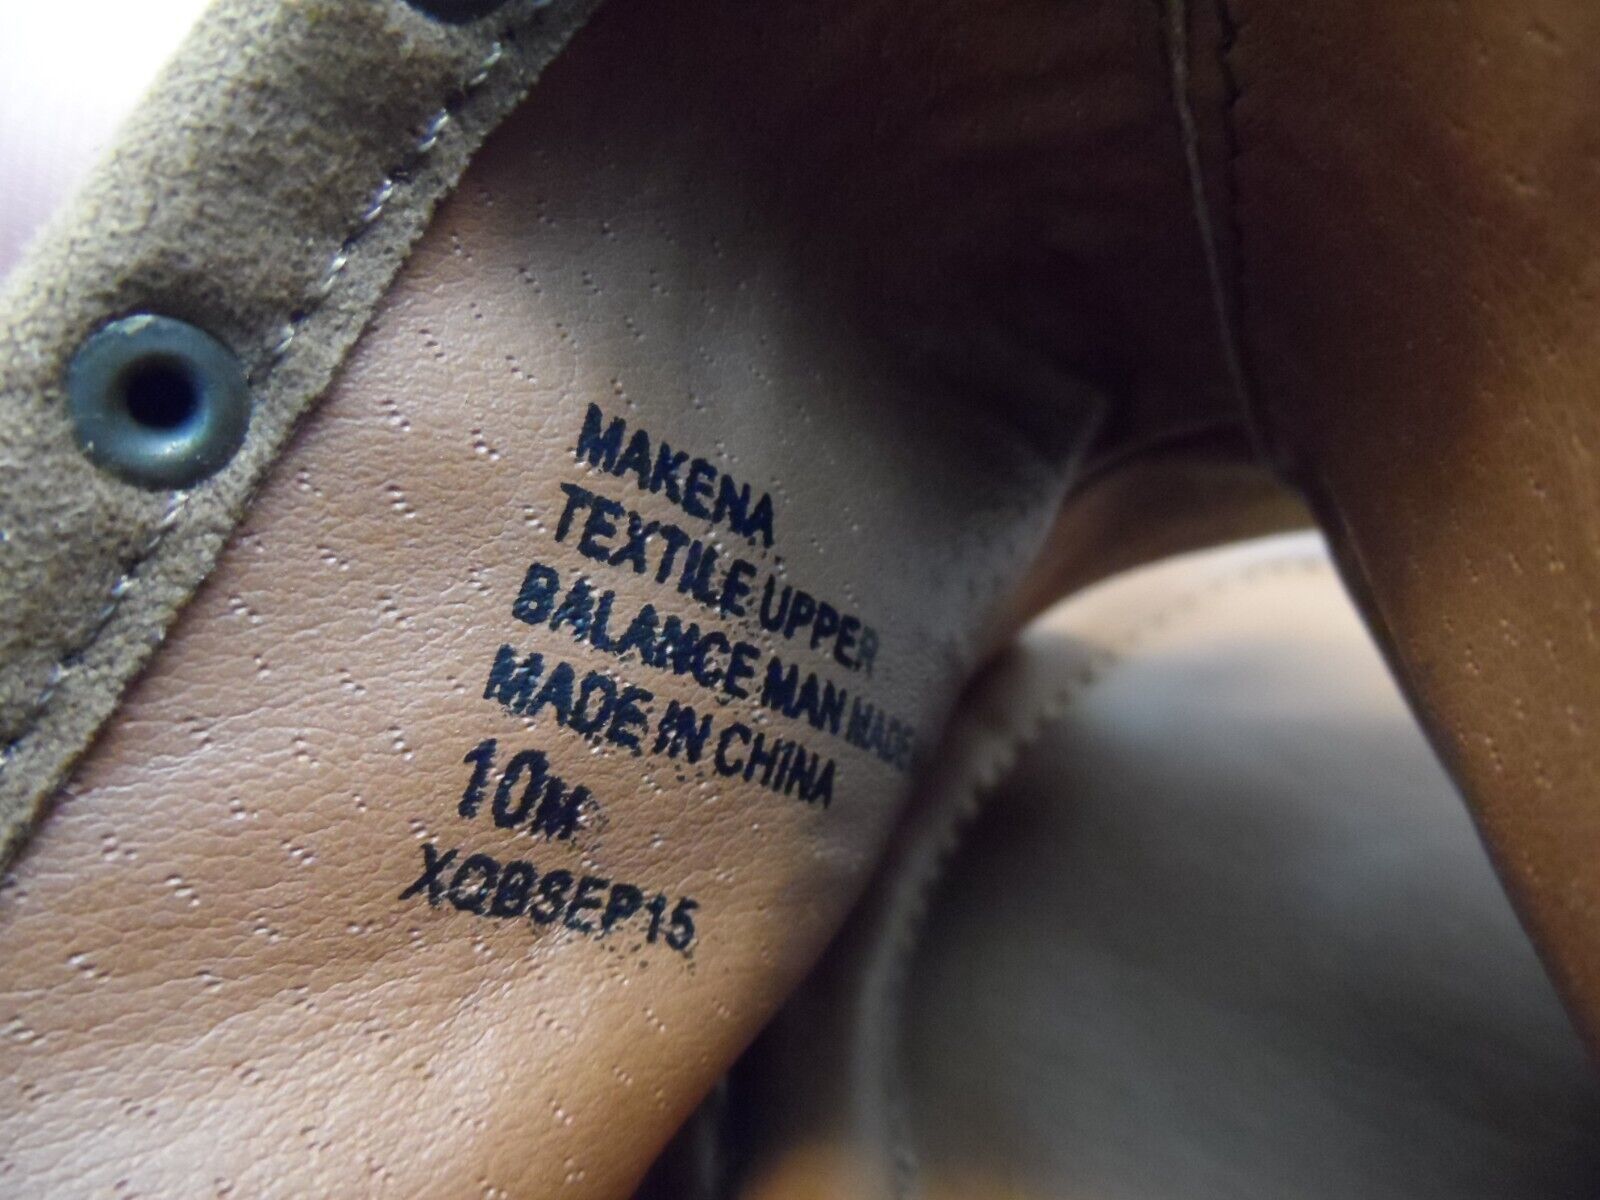 MAKENA
TEXTILE UPPER
BALANCE MAN MADE
MADE IN CHINA
10M
XQBSEP15